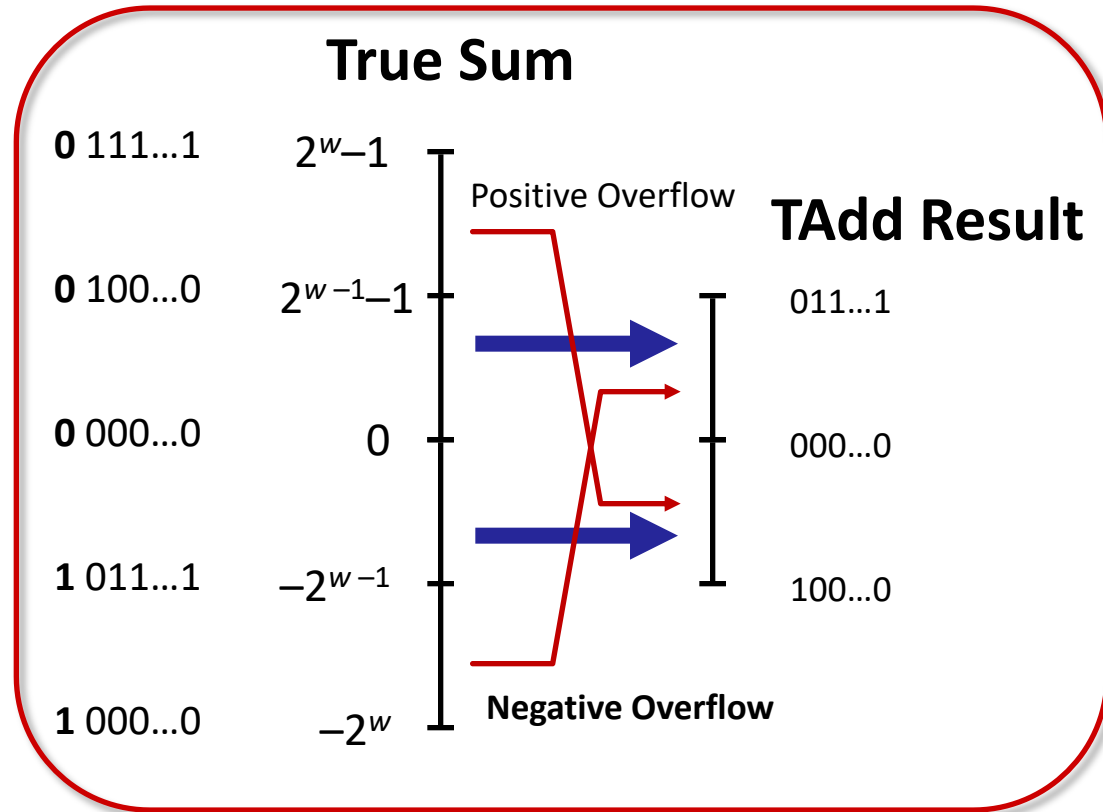 True Sum
0 111…1 2ʷ–1
Positive Overflow
TAdd Result
0 100…0 2ʷ ⁻¹–1 011…1
0 000…0 0 000…0
1 011…1 –2ʷ ⁻¹ 100…0
Negative Overflow
1 000…0 –2ʷ